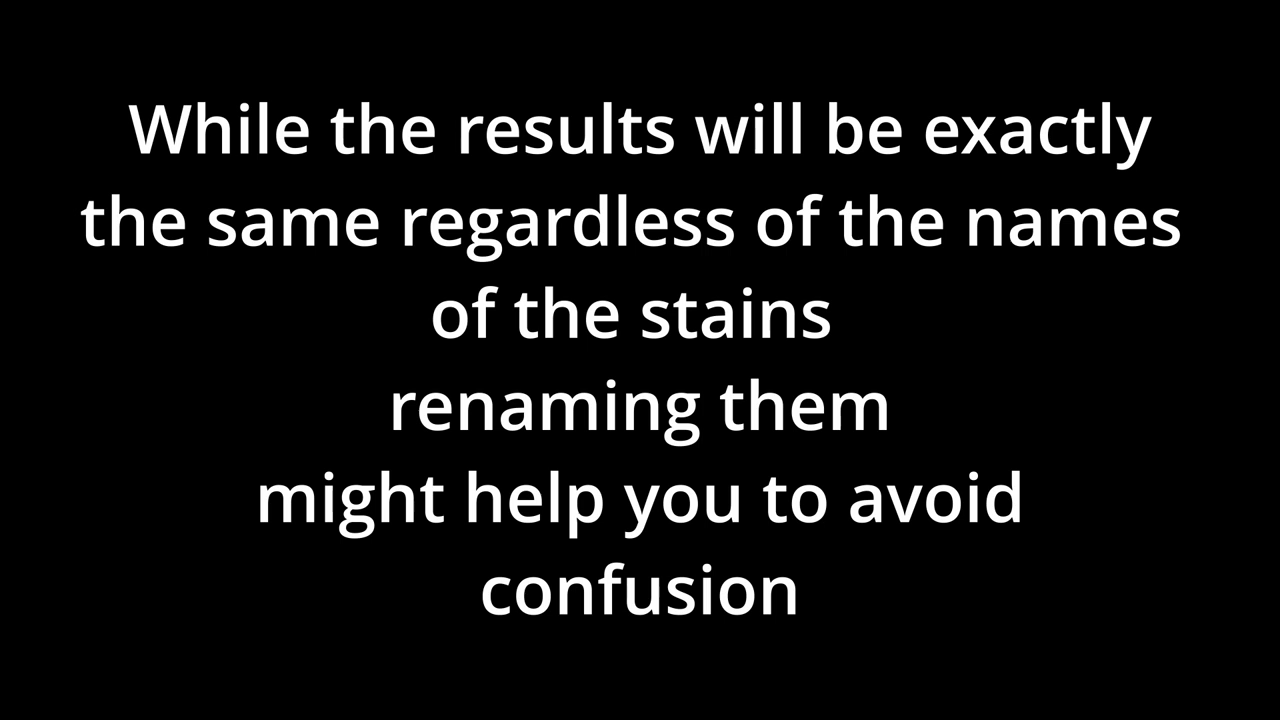 While the results will be exactly
the same regardless of the names
of the stains
renaming them
might help you to avoid
confusion